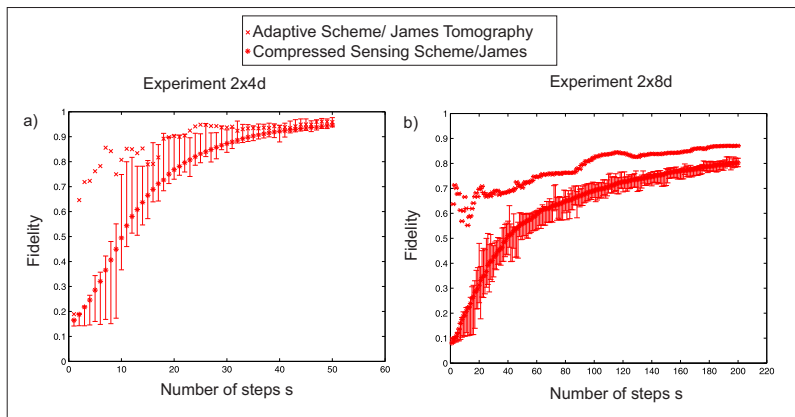 Adaptive Scheme/ James Tomography
Compressed Sensing Scheme/James
Experiment 2x4d
Experiment 2x8d
a)
1
0.9
0.8
0.7
0.6
0.5
0.4
0.3
0.2
0.1
0
Fidelity
0 10 20 30 40 50 60
Number of steps s
b)
1
0.9
0.8
0.7
0.6
0.5
0.4
0.3
0.2
0.1
0
Fidelity
0 20 40 60 80 100 120 140 160 180 200 220
Number of steps s